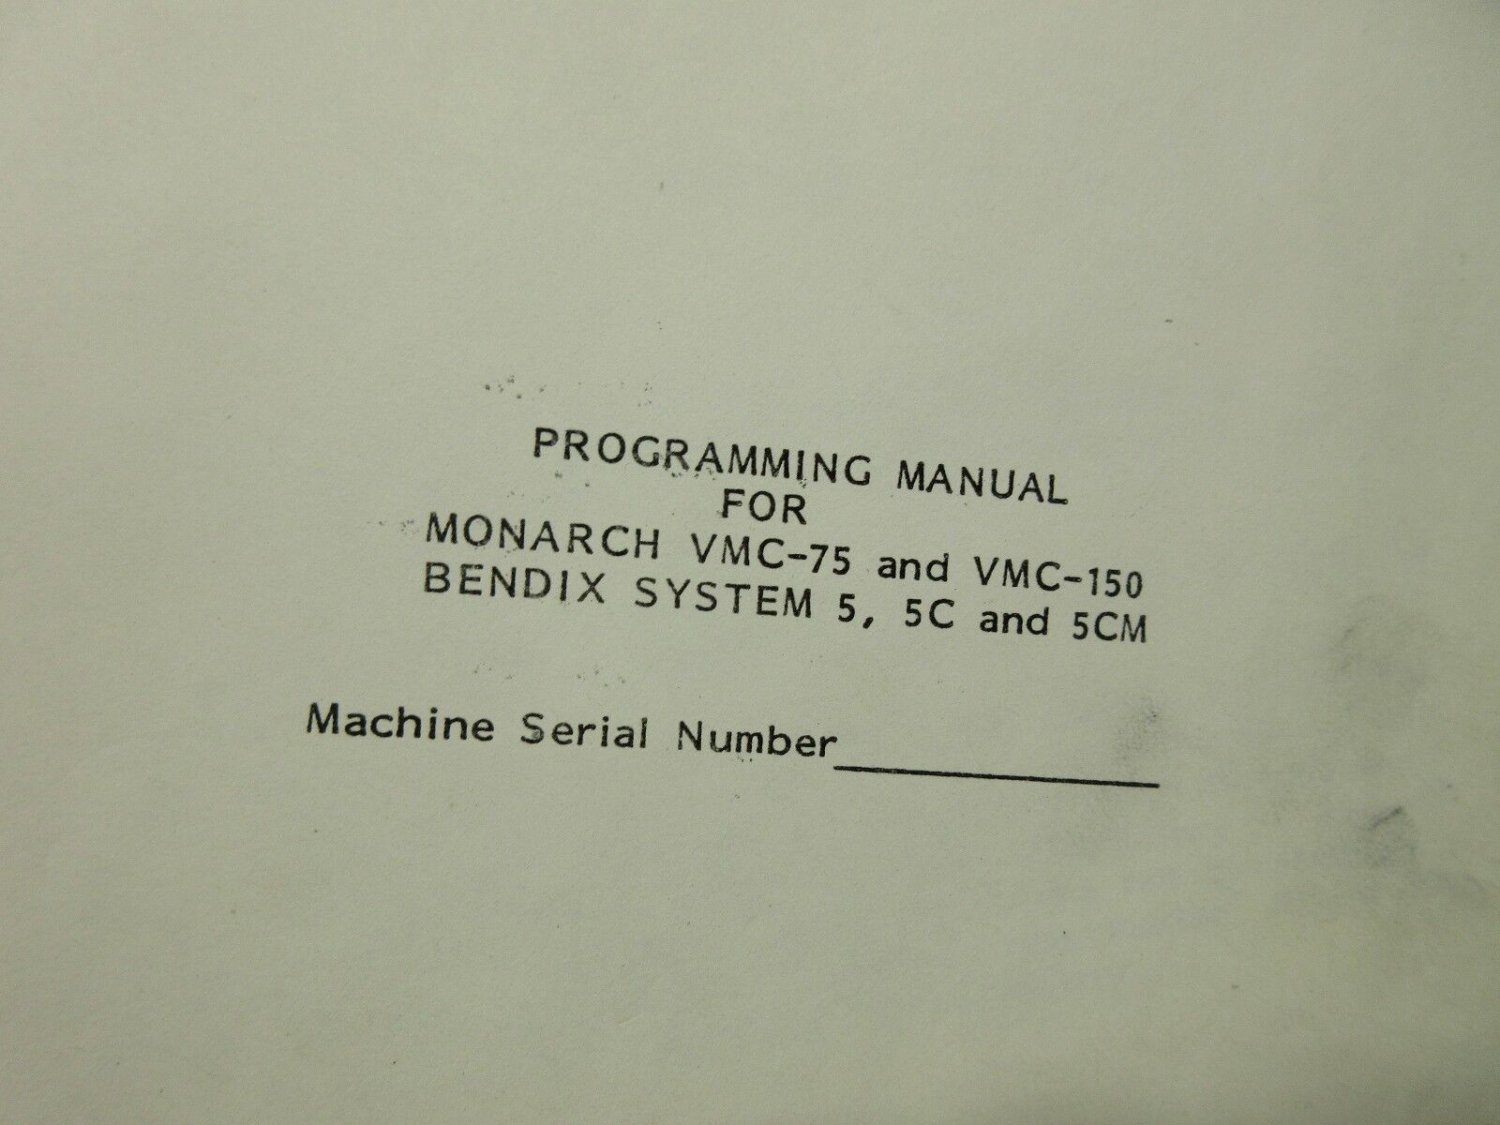 PROGRAMMING MANUAL
FOR
MONARCH VMC-75 and VMC-150
BENDIX SYSTEM 5, 5C and 5CM
Machine Serial Number